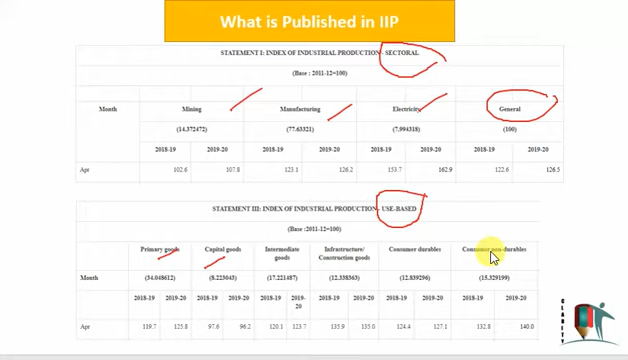 What is Published in IIP
STATEMENT I: INDEX OF INDUSTRIAL PRODUCTION - SECTORAL
(Base : 2011-12=100)
Month Mining Manufacturing Electricity General
(14.372472) (77.63321) (7.994318) (100)
2018-19 2019-20 2018-19 2019-20 2018-19 2019-20 2018-19 2019-20
Apr 102.6 107.8 123.1 126.2 153.7 162.9 122.6 126.5
STATEMENT III: INDEX OF INDUSTRIAL PRODUCTION - USE-BASED
(Base :2011-12=100)
Primary goods Capital goods Intermediate goods Infrastructure/ Construction goods Consumer durables Consumer non-durables
Month (34.048612) (8.223043) (17.221487) (12.338363) (12.839296) (15.329199)
2018-19 2019-20 2018-19 2019-20 2018-19 2019-20 2018-19 2019-20 2018-19 2019-20 2018-19 2019-20
Apr 119.7 125.8 97.6 96.2 120.1 123.7 135.9 135.0 124.4 127.1 132.8 140.0
CLARITY